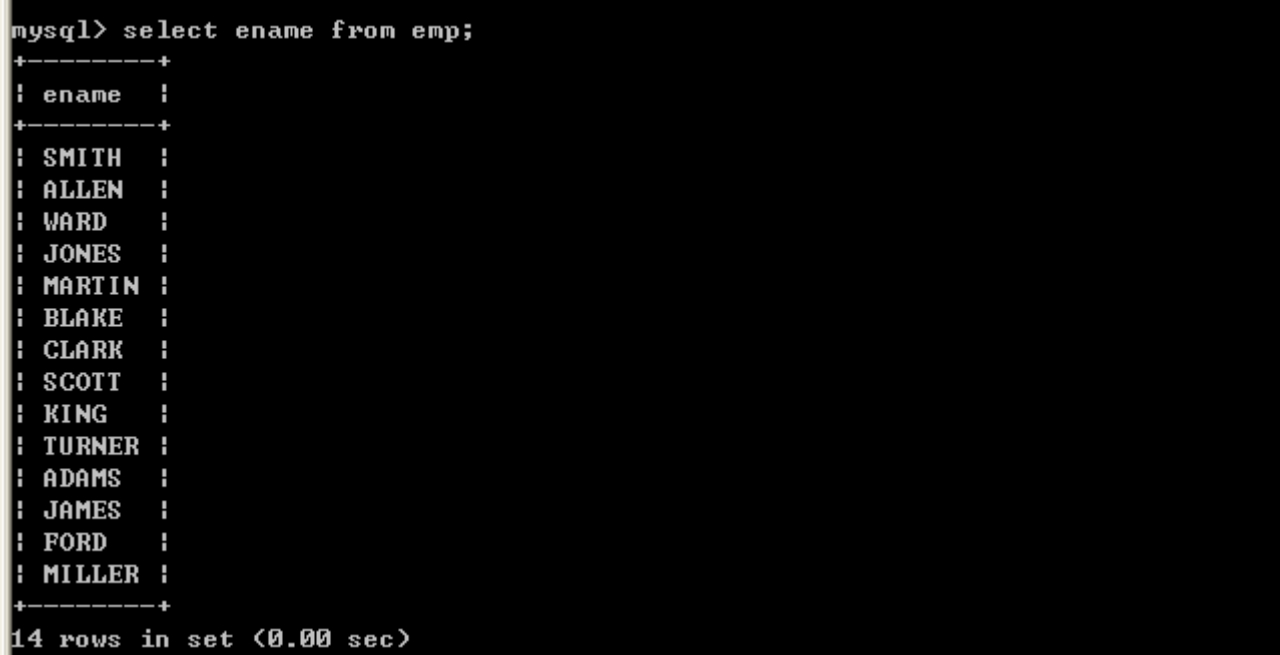 mysql> select ename from emp;
+--------+
| ename  |
+--------+
| SMITH  |
| ALLEN  |
| WARD   |
| JONES  |
| MARTIN |
| BLAKE  |
| CLARK  |
| SCOTT  |
| KING   |
| TURNER |
| ADAMS  |
| JAMES  |
| FORD   |
| MILLER |
+--------+
14 rows in set (0.00 sec)